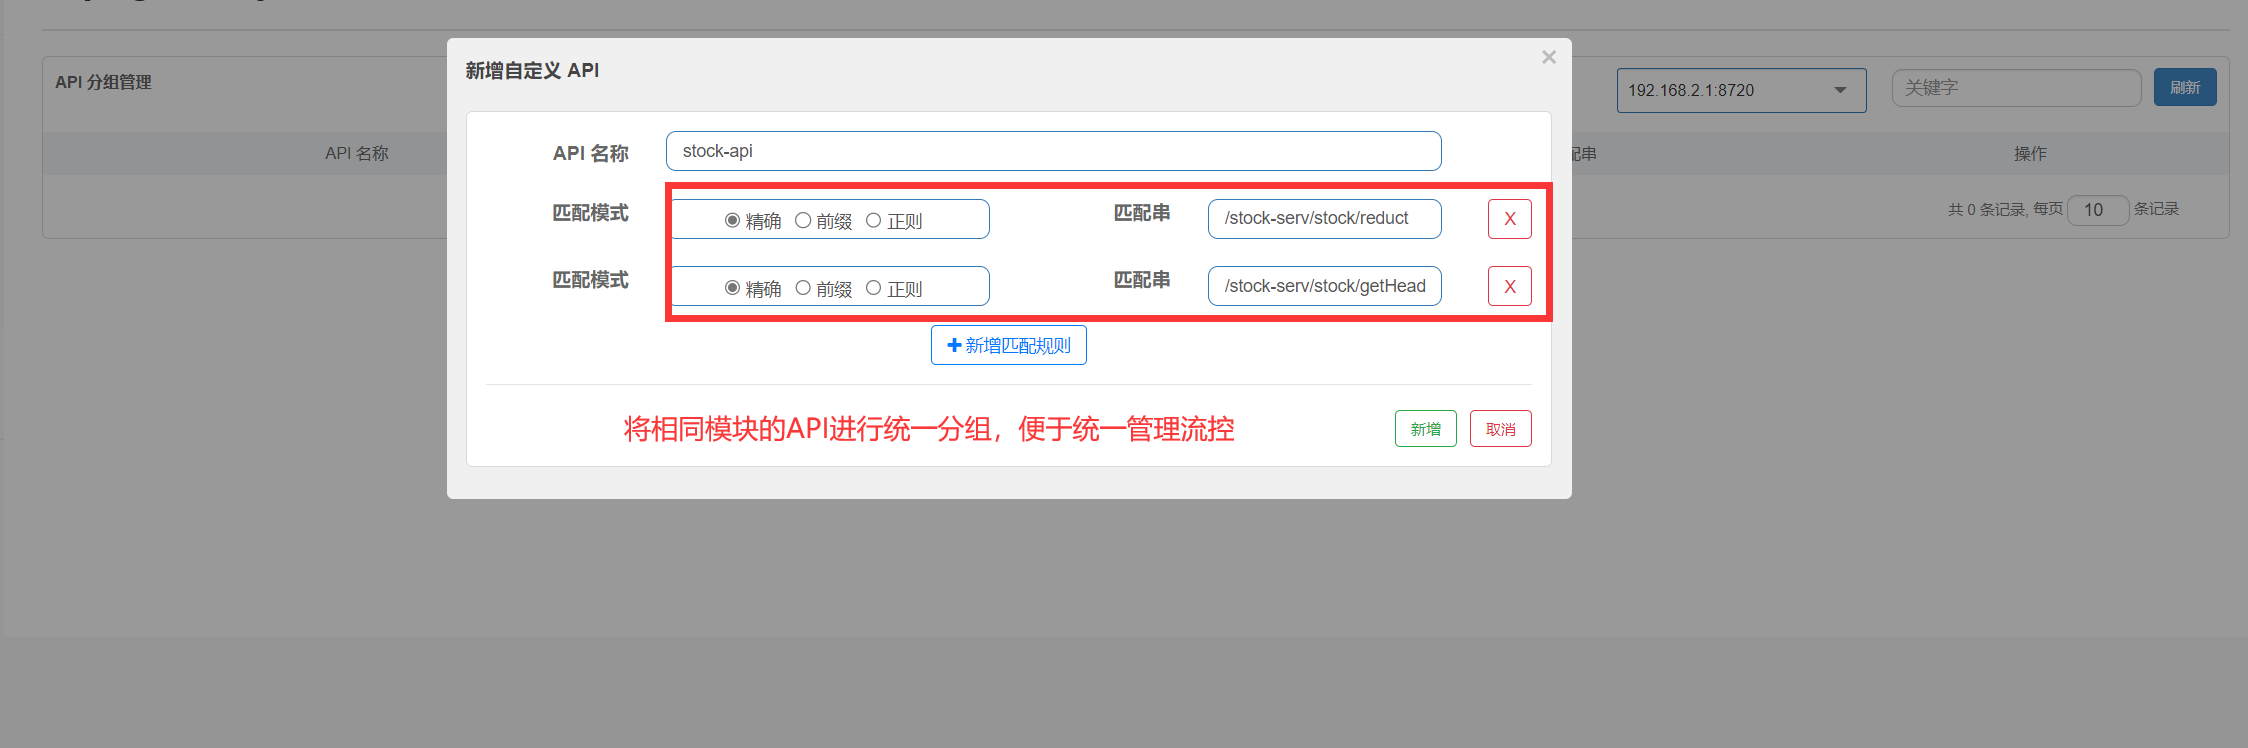 新增自定义 API
×
API 分组管理
192.168.2.1:8720
关键字
刷新
API 名称
配串
操作
共 0 条记录, 每页 10 条记录
API 名称
stock-api
匹配模式
精确 前缀 正则
匹配串
/stock-serv/stock/reduct
X
匹配模式
精确 前缀 正则
匹配串
/stock-serv/stock/getHead
X
新增匹配规则
将相同模块的API进行统一分组，便于统一管理流控
新增
取消